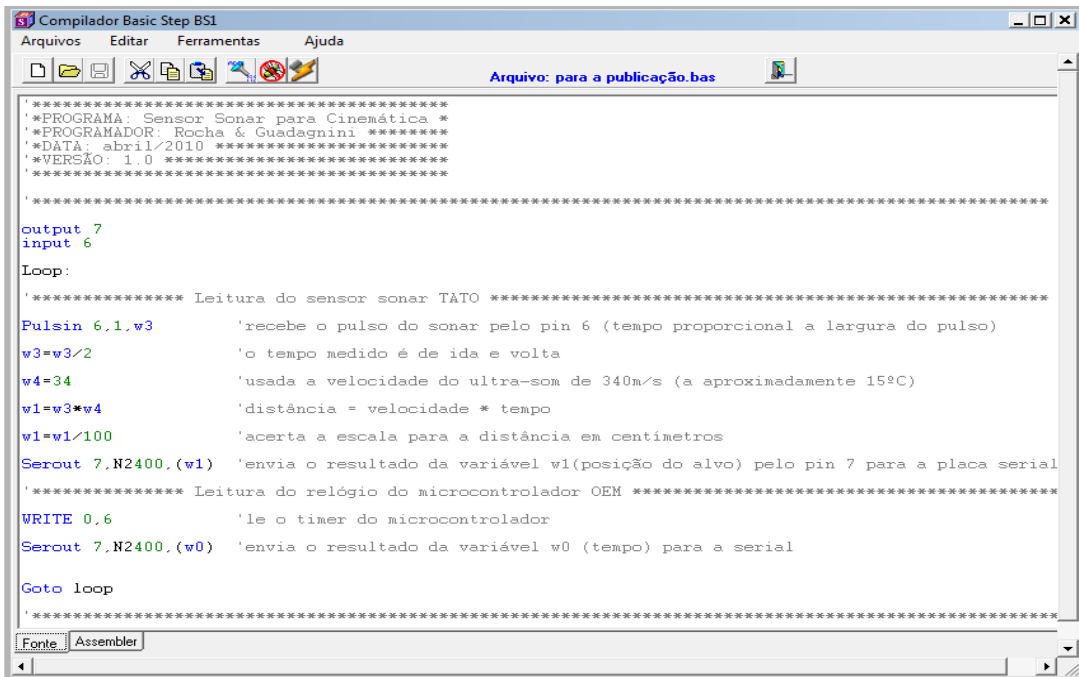 Compilador Basic Step BS1
Arquivos Editar Ferramentas Ajuda
Arquivo: para a publicação.bas
'*****************************************
'*PROGRAMA: Sensor Sonar para Cinemática *
'*PROGRAMADOR: Rocha & Guadagnini ********
'*DATA: abril/2010 ***********************
'*VERSÃO: 1.0 ****************************
'*****************************************
'****************************************************************************************************
output 7
input 6
Loop:
'*************** Leitura do sensor sonar TATO *******************************************************
Pulsin 6,1,w3 'recebe o pulso do sonar pelo pin 6 (tempo proporcional a largura do pulso)
w3=w3/2 'o tempo medido é de ida e volta
w4=34 'usada a velocidade do ultra-som de 340m/s (a aproximadamente 15ºC)
w1=w3*w4 'distância = velocidade * tempo
w1=w1/100 'acerta a escala para a distância em centímetros
Serout 7,N2400,(w1) 'envia o resultado da variável w1(posição do alvo) pelo pin 7 para a placa serial
'*************** Leitura do relógio do microcontrolador OEM ******************************************
WRITE 0,6 'le o timer do microcontrolador
Serout 7,N2400,(w0) 'envia o resultado da variável w0 (tempo) para a serial
Goto loop
'*****************************************************************************************************
Fonte Assembler